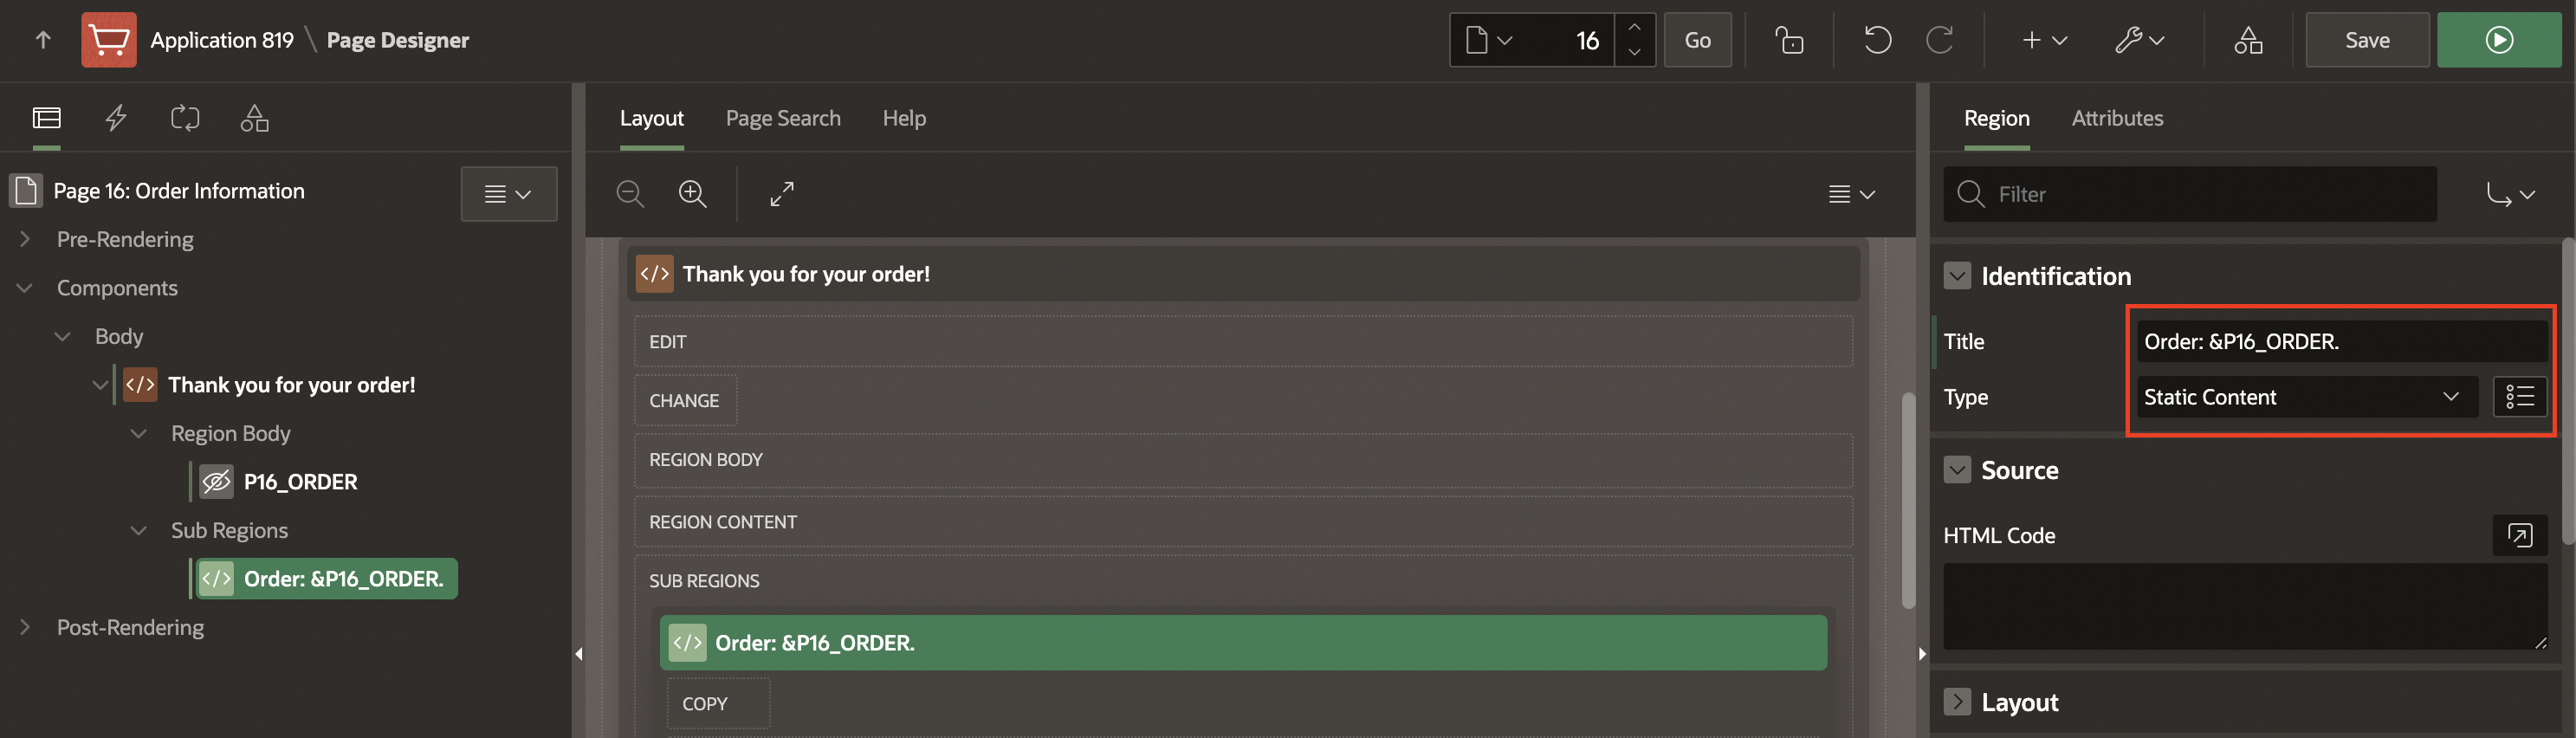 Application 819 \ Page Designer
16
Go
Save
Page 16: Order Information
Pre-Rendering
Components
Body
</> Thank you for your order!
Region Body
P16_ORDER
Sub Regions
</> Order: &P16_ORDER.
Post-Rendering
Layout
Page Search
Help
</> Thank you for your order!
EDIT
CHANGE
REGION BODY
REGION CONTENT
SUB REGIONS
</> Order: &P16_ORDER.
COPY
Region
Attributes
Filter
Identification
Title
Order: &P16_ORDER.
Type
Static Content
Source
HTML Code
Layout